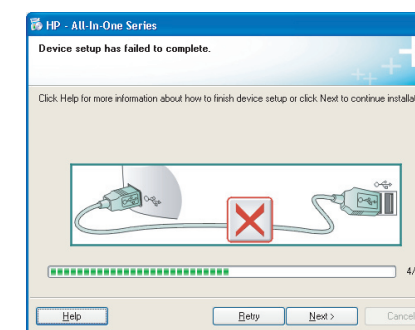 HP - All-In-One Series
Device setup has failed to complete.
Click Help for more information about how to finish device setup or click Next to continue
4/
Help
Retry
Next >
Cancel